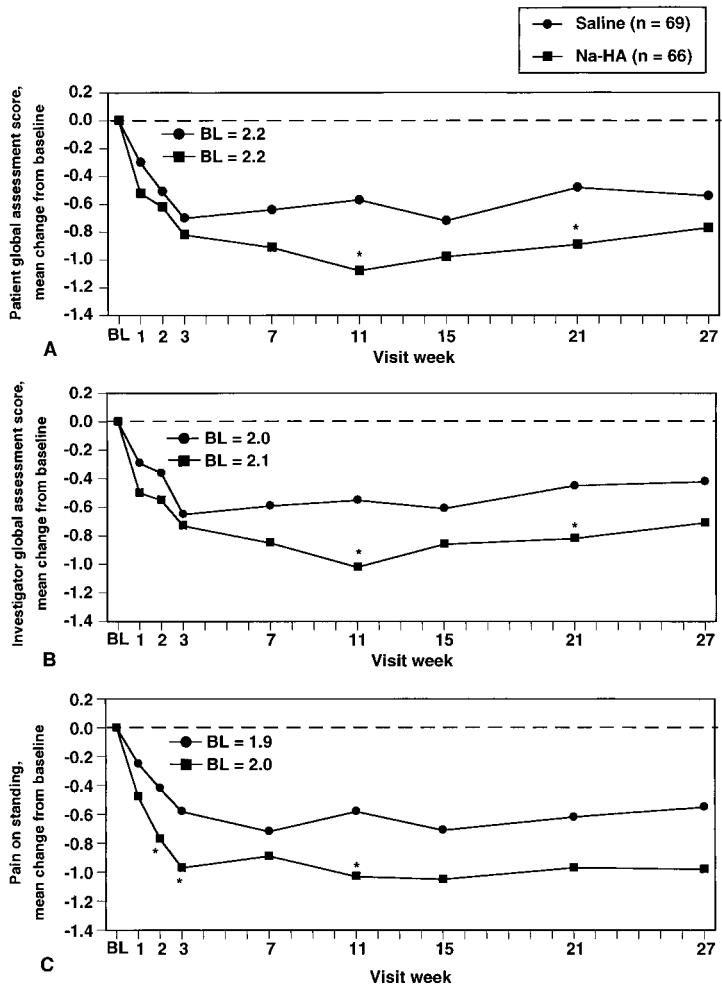 Saline (n = 69)
Na-HA (n = 66)
Patient global assessment score,
mean change from baseline
0.2
0.0
-0.2
-0.4
-0.6
-0.8
-1.0
-1.2
-1.4
BL = 2.2
BL = 2.2
*
*
BL 1 2 3 7 11 15 21 27
Visit week
A
Investigator global assessment score,
mean change from baseline
0.2
0.0
-0.2
-0.4
-0.6
-0.8
-1.0
-1.2
-1.4
BL = 2.0
BL = 2.1
*
*
BL 1 2 3 7 11 15 21 27
Visit week
B
Pain on standing,
mean change from baseline
0.2
0.0
-0.2
-0.4
-0.6
-0.8
-1.0
-1.2
-1.4
BL = 1.9
BL = 2.0
*
*
*
BL 1 2 3 7 11 15 21 27
Visit week
C